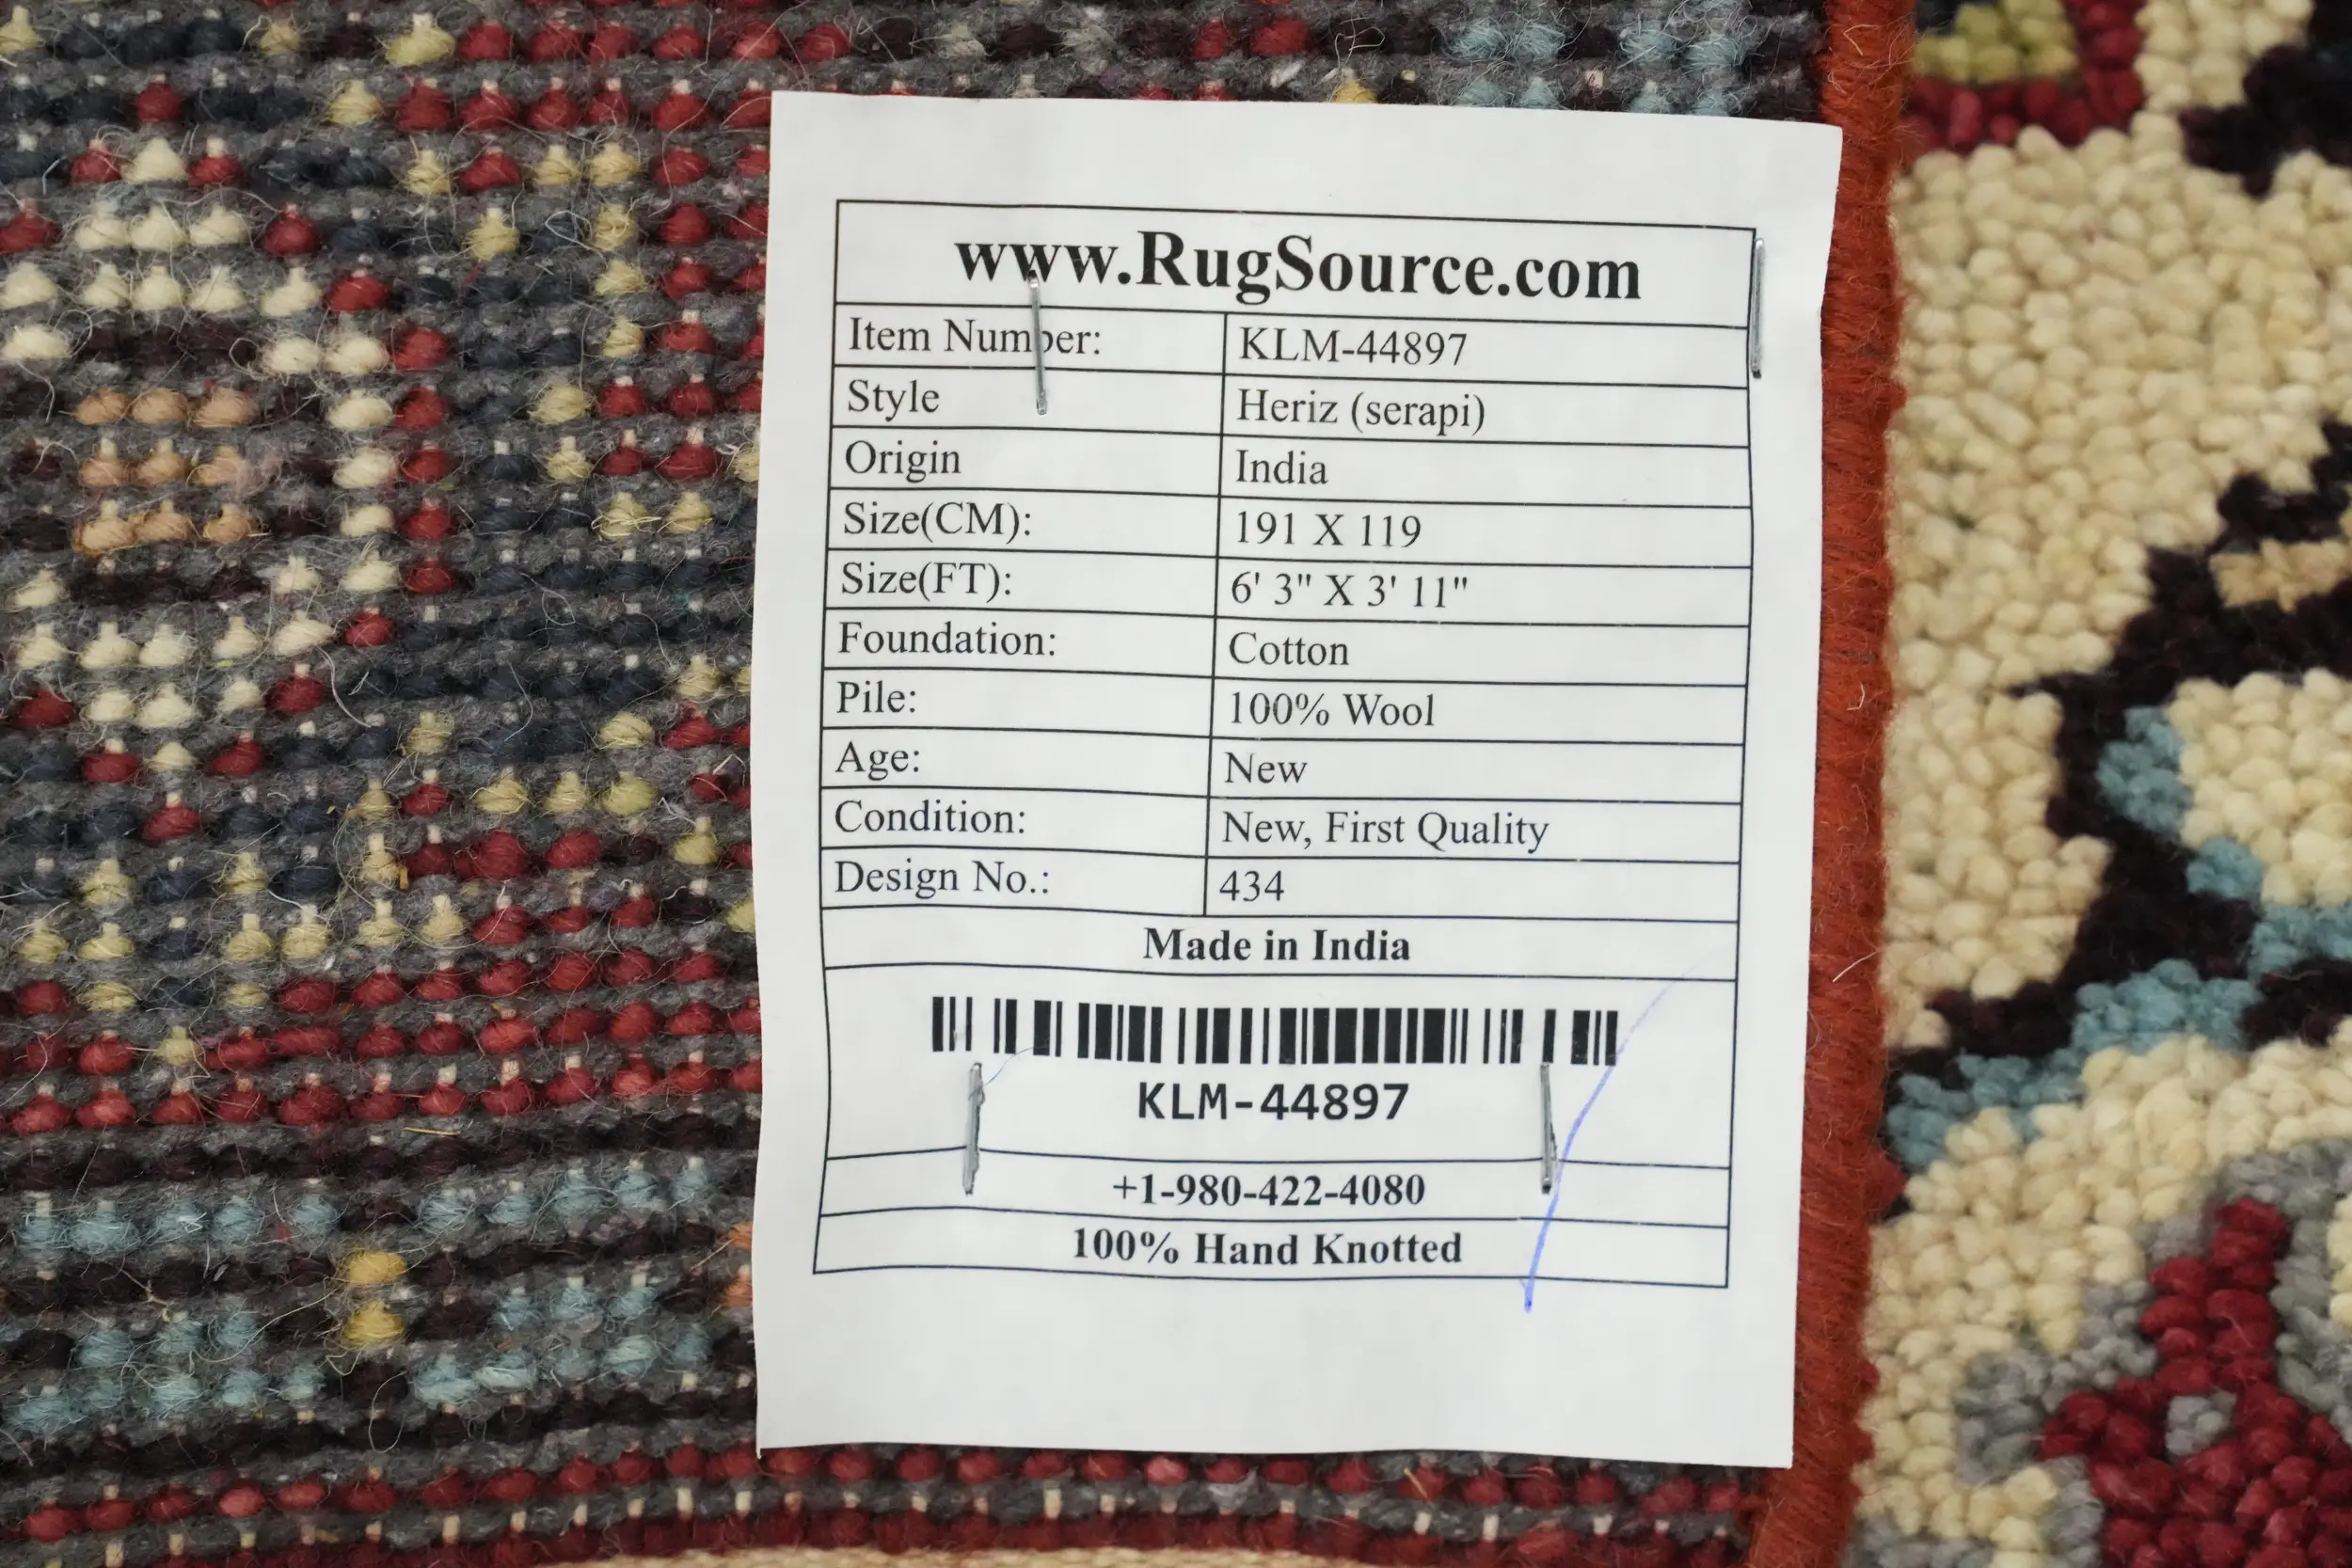 www.RugSource.com
Item Number: KLM-44897
Style Heriz (serapi)
Origin India
Size(CM): 191 X 119
Size(FT): 6' 3" X 3' 11"
Foundation: Cotton
Pile: 100% Wool
Age: New
Condition: New, First Quality
Design No.: 434
Made in India
KLM-44897
+1-980-422-4080
100% Hand Knotted